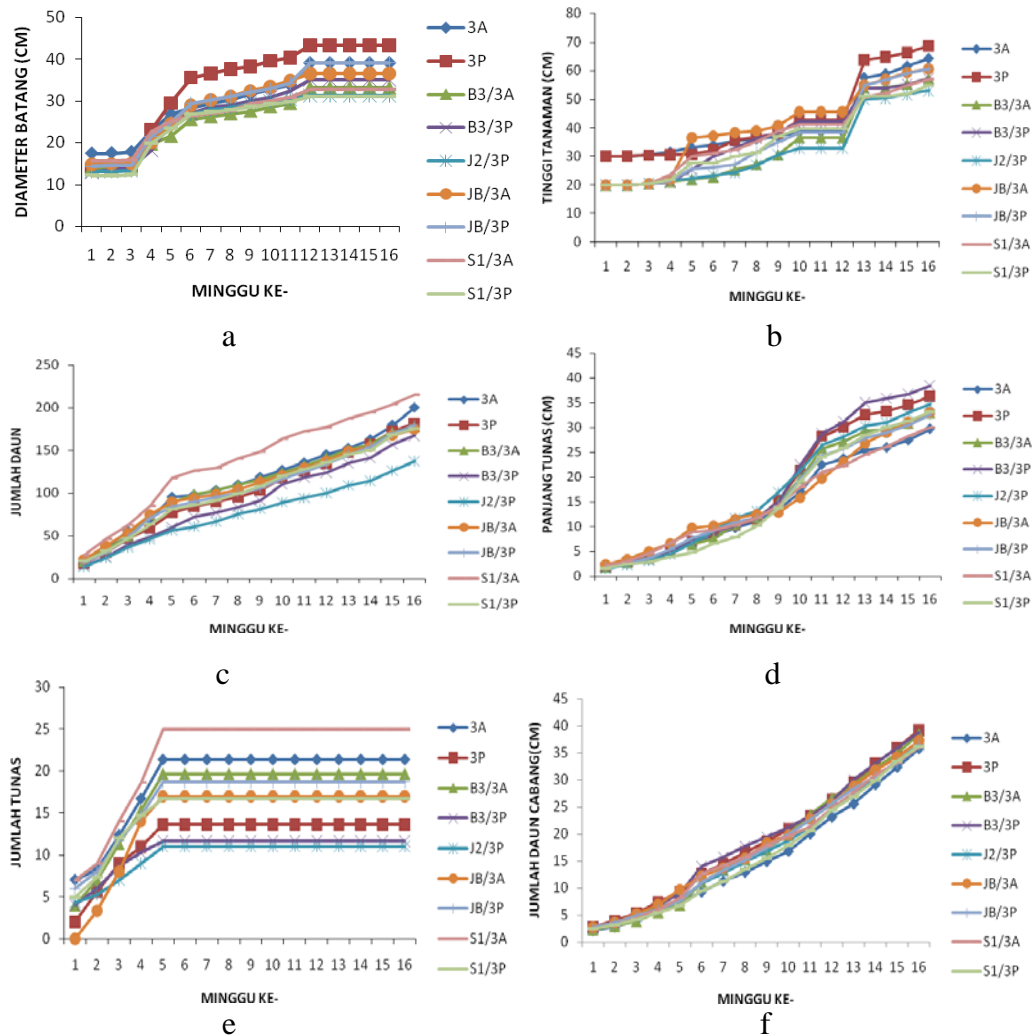 DIAMETER BATANG (CM)
50
40
30
20
10
0
1 2 3 4 5 6 7 8 9 10 11 12 13 14 15 16
MINGGU KE-
3A
3P
B3/3A
B3/3P
J2/3P
JB/3A
JB/3P
S1/3A
S1/3P
a
TINGGI TANAMAN (CM)
80
70
60
50
40
30
20
10
0
1 2 3 4 5 6 7 8 9 10 11 12 13 14 15 16
MINGGU KE-
3A
3P
B3/3A
B3/3P
J2/3P
JB/3A
JB/3P
S1/3A
S1/3P
b
JUMLAH DAUN
250
200
150
100
50
0
1 2 3 4 5 6 7 8 9 10 11 12 13 14 15 16
MINGGU KE-
3A
3P
B3/3A
B3/3P
J2/3P
JB/3A
JB/3P
S1/3A
S1/3P
c
PANJANG TUNAS (CM)
45
40
35
30
25
20
15
10
5
0
1 2 3 4 5 6 7 8 9 10 11 12 13 14 15 16
MINGGU KE-
3A
3P
B3/3A
B3/3P
J2/3P
JB/3A
JB/3P
S1/3A
S1/3P
d
JUMLAH TUNAS
30
25
20
15
10
5
0
1 2 3 4 5 6 7 8 9 10 11 12 13 14 15 16
MINGGU KE-
3A
3P
B3/3A
B3/3P
J2/3P
JB/3A
JB/3P
S1/3A
S1/3P
e
JUMLAH DAUN CABANG(CM)
45
40
35
30
25
20
15
10
5
0
1 2 3 4 5 6 7 8 9 10 11 12 13 14 15 16
MINGGU KE-
3A
3P
B3/3A
B3/3P
J2/3P
JB/3A
JB/3P
S1/3A
S1/3P
f